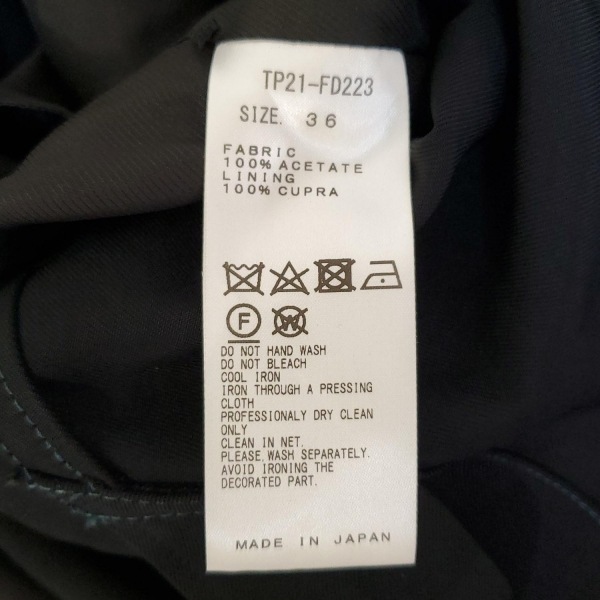 TP21-FD223
SIZE. 36
FABRIC
100% ACETATE
LINING
100% CUPRA
F W
DO NOT HAND WASH
DO NOT BLEACH
COOL IRON
IRON THROUGH A PRESSING
CLOTH
PROFESSIONALY DRY CLEAN
ONLY
CLEAN IN NET.
PLEASE, WASH SEPARATELY.
AVOID IRONING THE
DECORATED PART.
MADE IN JAPAN